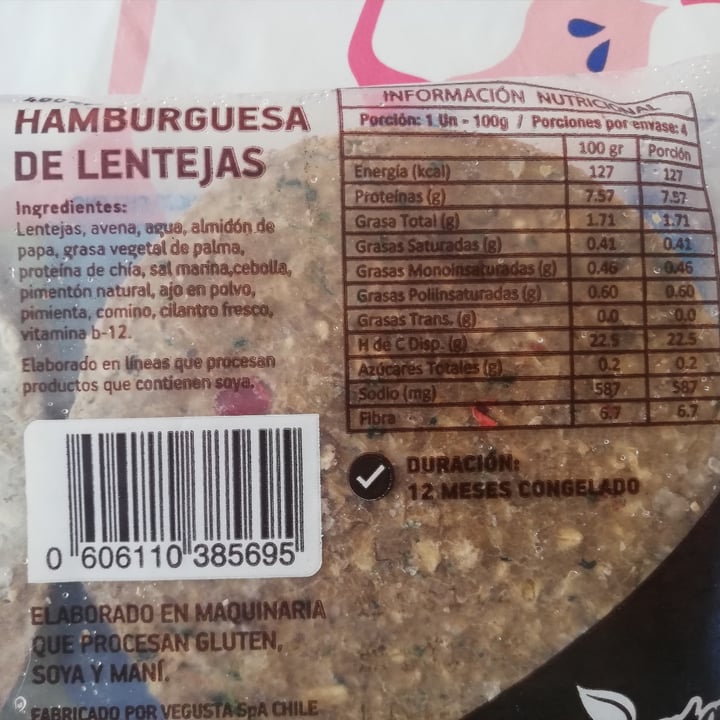 HAMBURGUESA
DE LENTEJAS
Ingredientes:
Lentejas, avena, agua, almidón de
papa, grasa vegetal de palma,
proteína de chía, sal marina,cebolla,
pimentón natural, ajo en polvo,
pimienta, comino, cilantro fresco,
vitamina b-12.
Elaborado en líneas que procesan
productos que contienen soya.
0 606110 385695
ELABORADO EN MAQUINARIA
QUE PROCESAN GLUTEN,
SOYA Y MANÍ.
FABRICADO POR VEGUSTA SpA CHILE
INFORMACIÓN NUTRICIONAL
Porción: 1 Un - 100g / Porciones por envase: 4
100 gr Porción
Energía (kcal) 127 127
Proteínas (g) 7.57 7.57
Grasa Total (g) 1.71 1.71
Grasas Saturadas (g) 0.41 0.41
Grasas Monoinsaturadas (g) 0.46 0.46
Grasas Poliinsaturadas (g) 0.60 0.60
Grasas Trans. (g) 0.0 0.0
H de C Disp. (g) 22.5 22.5
Azúcares Totales (g) 0.2 0.2
Sodio (mg) 587 587
Fibra 6.7 6.7
DURACIÓN:
12 MESES CONGELADO